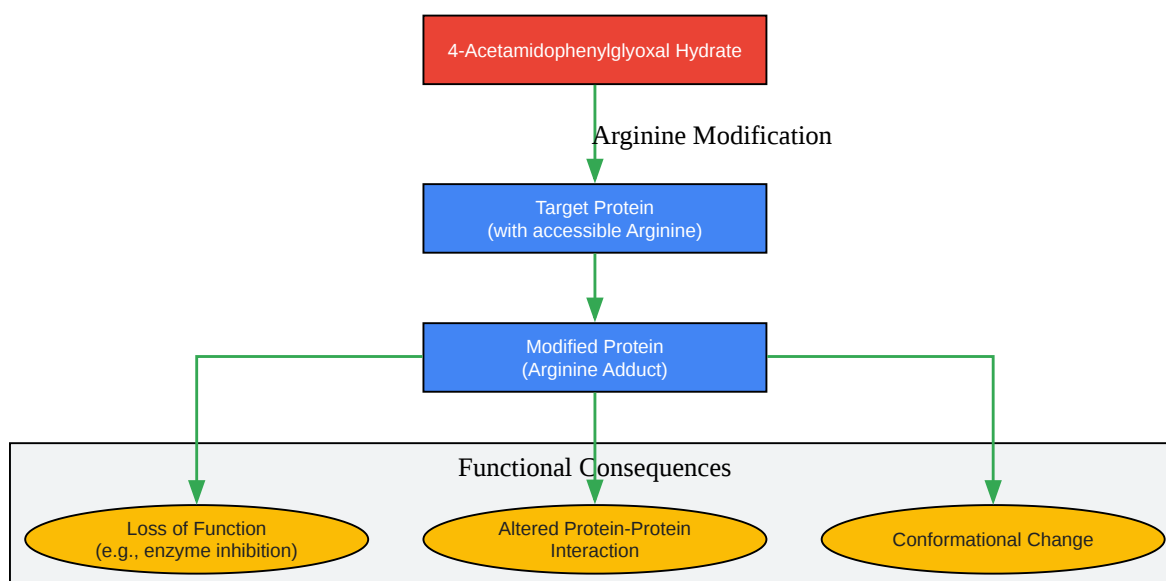 4-Acetamidophenylglyoxal Hydrate
Arginine Modification
Target Protein
(with accessible Arginine)
Modified Protein
(Arginine Adduct)
Functional Consequences
Loss of Function
(e.g., enzyme inhibition)
Altered Protein-Protein
Interaction
Conformational Change